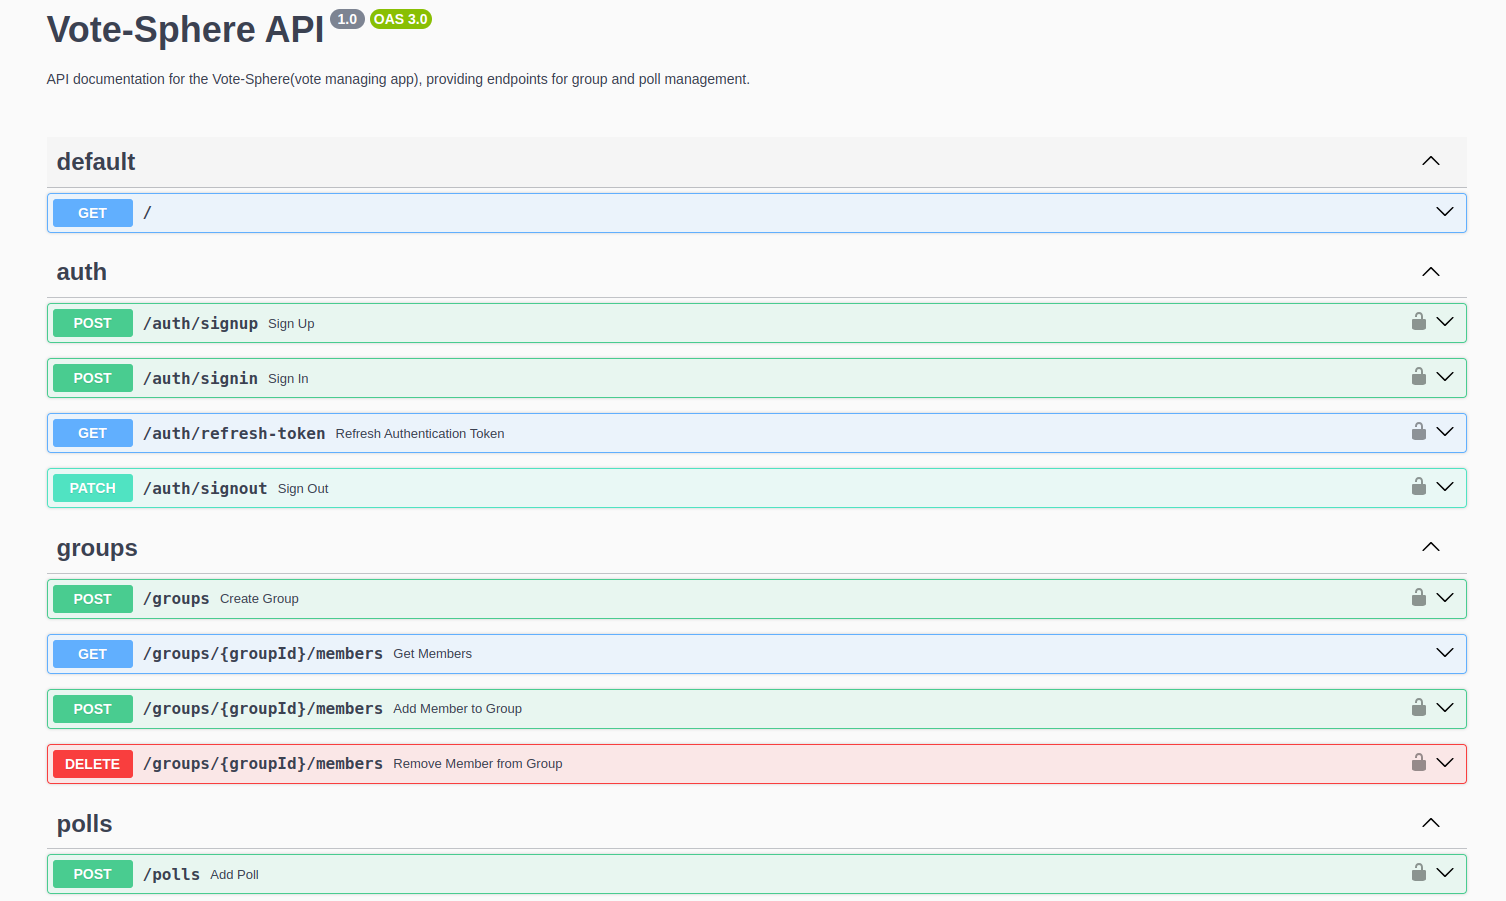 Vote-Sphere API 1.0 OAS 3.0
API documentation for the Vote-Sphere(vote managing app), providing endpoints for group and poll management.
default
GET /
auth
POST /auth/signup Sign Up
POST /auth/signin Sign In
GET /auth/refresh-token Refresh Authentication Token
PATCH /auth/signout Sign Out
groups
POST /groups Create Group
GET /groups/{groupId}/members Get Members
POST /groups/{groupId}/members Add Member to Group
DELETE /groups/{groupId}/members Remove Member from Group
polls
POST /polls Add Poll